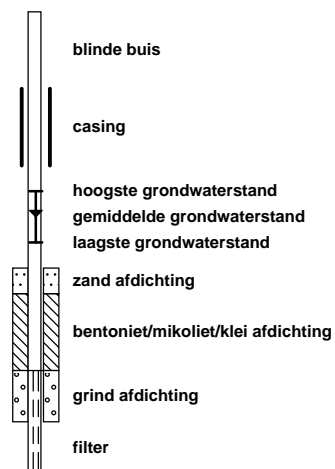 blinde buis
casing
hoogste grondwaterstand
gemiddelde grondwaterstand
laagste grondwaterstand
zand afdichting
bentoniet/mikoliet/klei afdichting
grind afdichting
filter